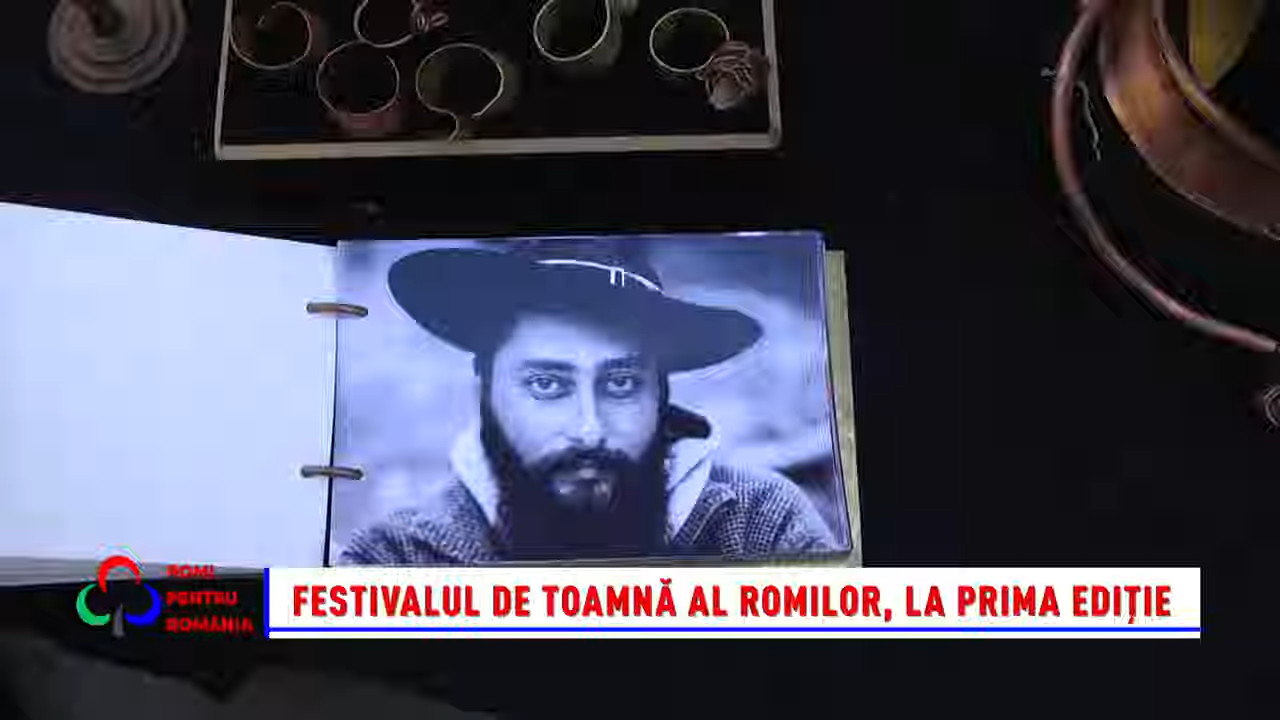 ROMI
PENTRU
ROMÂNIA
FESTIVALUL DE TOAMNĂ AL ROMILOR, LA PRIMA EDIȚIE